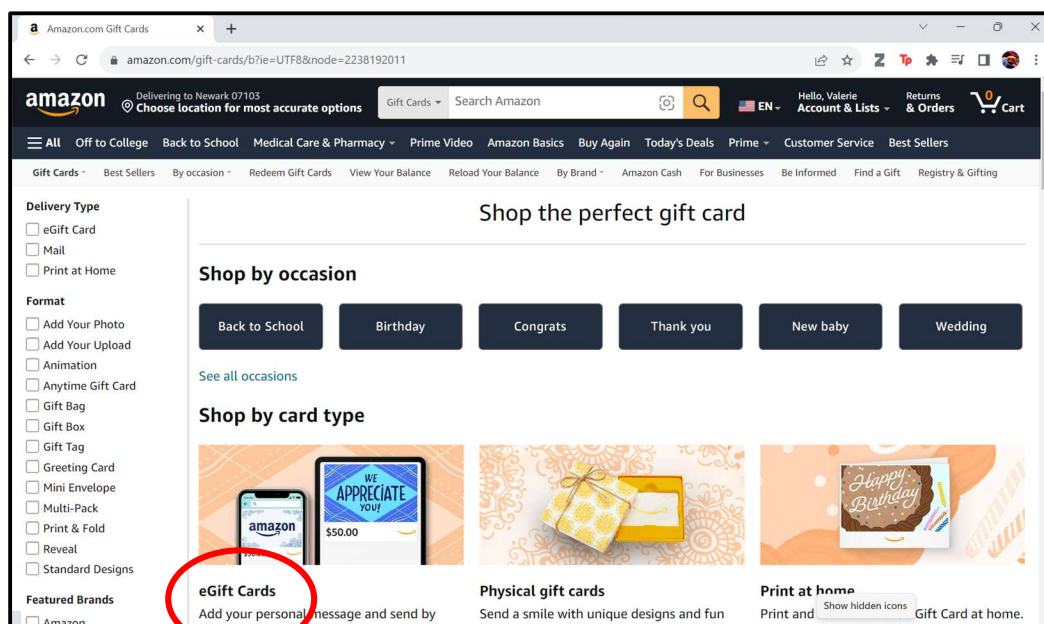 Amazon.com Gift Cards
amazon.com/gift-cards/b?ie=UTF8&node=2238192011
amazon
Delivering to Newark 07103
Choose location for most accurate options
Gift Cards
Search Amazon
EN
Hello, Valerie
Account & Lists
Returns
& Orders
0
Cart
All Off to College Back to School Medical Care & Pharmacy Prime Video Amazon Basics Buy Again Today's Deals Prime Customer Service Best Sellers
Gift Cards Best Sellers By occasion Redeem Gift Cards View Your Balance Reload Your Balance By Brand Amazon Cash For Businesses Be Informed Find a Gift Registry & Gifting
Delivery Type
eGift Card
Mail
Print at Home
Format
Add Your Photo
Add Your Upload
Animation
Anytime Gift Card
Gift Bag
Gift Box
Gift Tag
Greeting Card
Mini Envelope
Multi-Pack
Print & Fold
Reveal
Standard Designs
Featured Brands
Amazon
Shop the perfect gift card
Shop by occasion
Back to School Birthday Congrats Thank you New baby Wedding
See all occasions
Shop by card type
amazon
WE
APPRECIATE
YOU!
$50.00
Happy
Birthday
eGift Cards
Add your personal message and send by
Physical gift cards
Send a smile with unique designs and fun
Print at home
Print and
Gift Card at home.
Show hidden icons